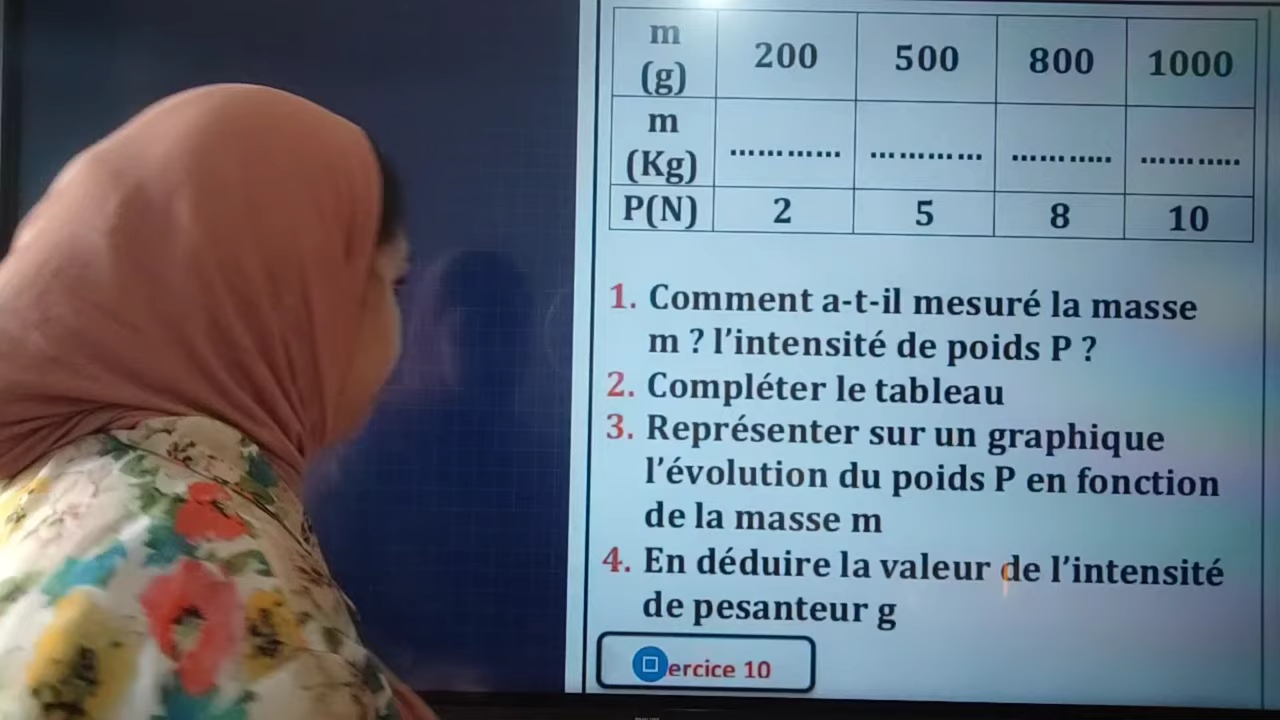 m (g) 200 500 800 1000
m (Kg) ............ ............ ........... ...........
P(N) 2 5 8 10
1. Comment a-t-il mesuré la masse
m ? l'intensité de poids P ?
2. Compléter le tableau
3. Représenter sur un graphique
l'évolution du poids P en fonction
de la masse m
4. En déduire la valeur de l'intensité
de pesanteur g
ercice 10